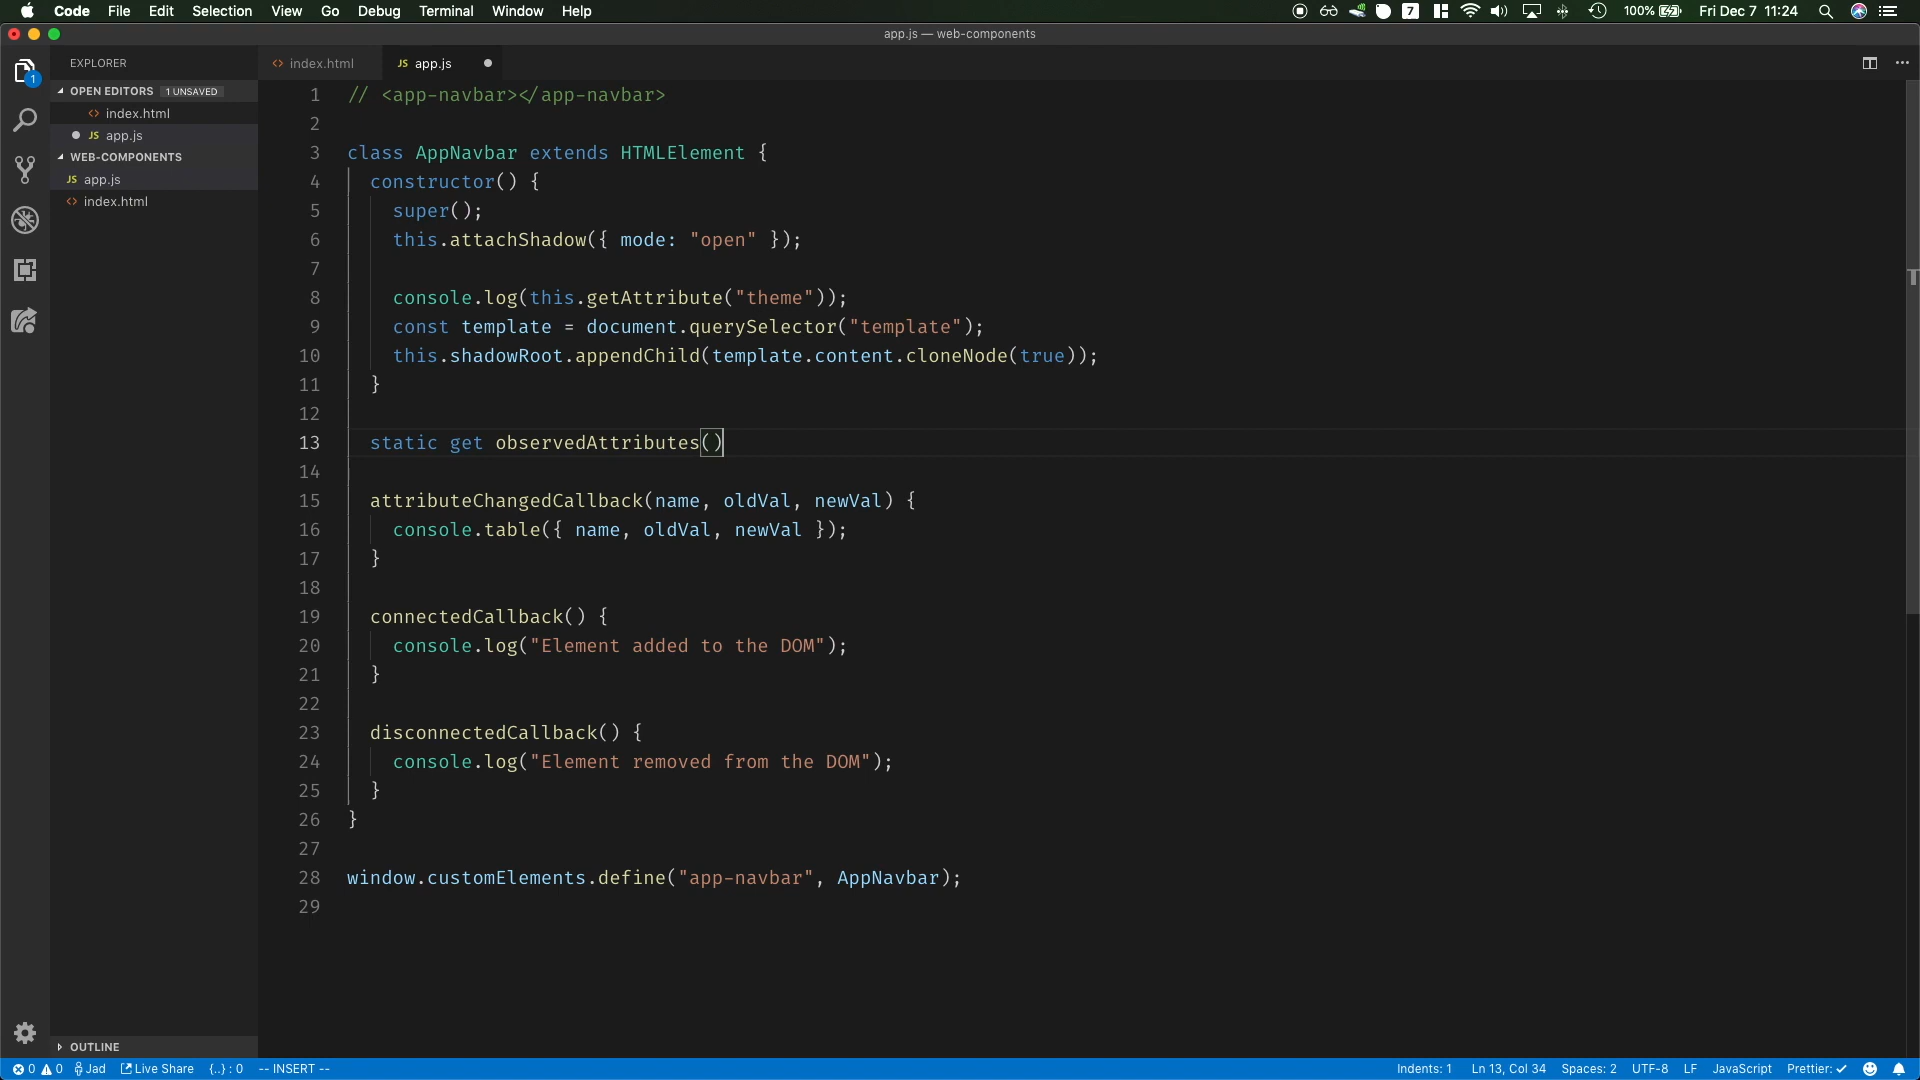 Code File Edit Selection View Go Debug Terminal Window Help 7 100% Fri Dec 7 11:24
app.js — web-components
EXPLORER
OPEN EDITORS 1 UNSAVED
<> index.html
JS app.js
WEB-COMPONENTS
JS app.js
<> index.html
OUTLINE
1
<> index.html JS app.js
1 // <app-navbar></app-navbar>
2
3 class AppNavbar extends HTMLElement {
4 constructor() {
5 super();
6 this.attachShadow({ mode: "open" });
7
8 console.log(this.getAttribute("theme"));
9 const template = document.querySelector("template");
10 this.shadowRoot.appendChild(template.content.cloneNode(true));
11 }
12
13 static get observedAttributes()
14
15 attributeChangedCallback(name, oldVal, newVal) {
16 console.table({ name, oldVal, newVal });
17 }
18
19 connectedCallback() {
20 console.log("Element added to the DOM");
21 }
22
23 disconnectedCallback() {
24 console.log("Element removed from the DOM");
25 }
26 }
27
28 window.customElements.define("app-navbar", AppNavbar);
29
0 0 Jad Live Share {..} : 0 -- INSERT -- Indents: 1 Ln 13, Col 34 Spaces: 2 UTF-8 LF JavaScript Prettier: ✓